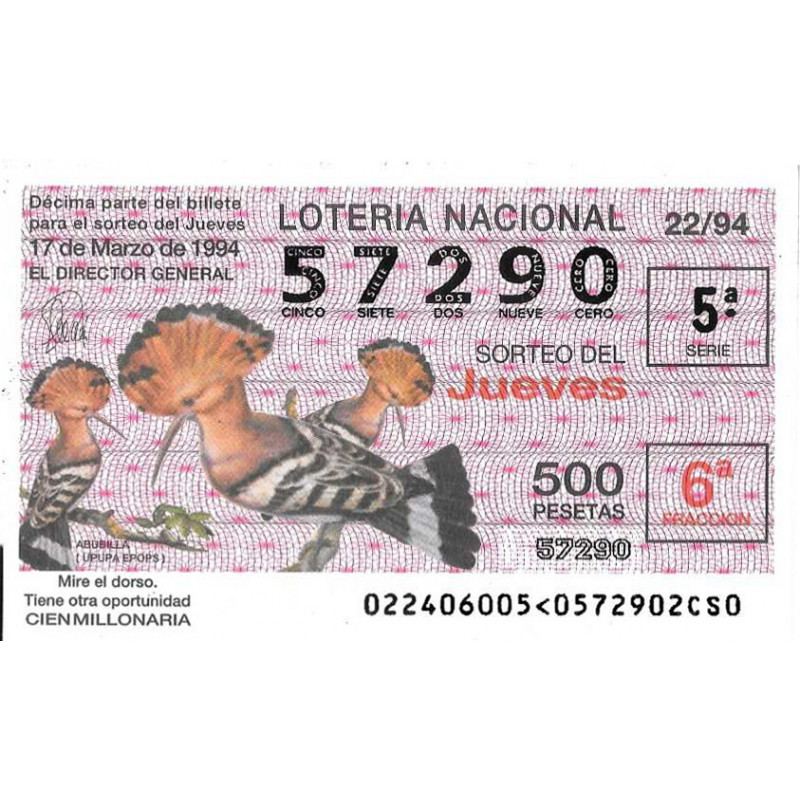 Décima parte del billete
para el sorteo del Jueves
17 de Marzo de 1994
EL DIRECTOR GENERAL
LOTERIA NACIONAL
22/94
CINCO SIETE DOS NUEVE CERO
57290
CINCO SIETE DOS NUEVE CERO
5ª
SERIE
SORTEO DEL
Jueves
500
PESETAS
57290
6ª
FRACCION
ABUBILLA
(UPUPA EPOPS)
Mire el dorso.
Tiene otra oportunidad
CIENMILLONARIA
022406005<0572902CS0